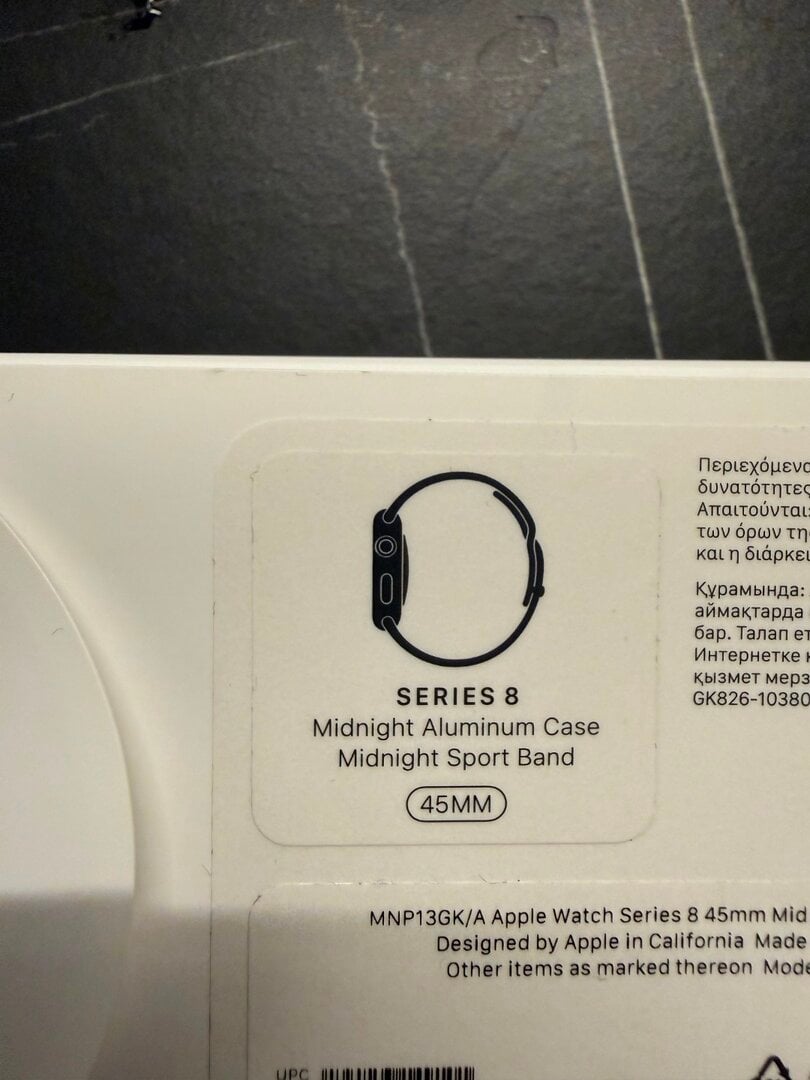 SERIES 8
Midnight Aluminum Case
Midnight Sport Band
45MM
Περιεχόμενο
δυνατότητες
Απαιτούνται:
των όρων της
και η διάρκει
Құрамында:
аймақтарда
бар. Талап ет
Интернетке
қызмет мерз
GK826-10380
MNP13GK/A Apple Watch Series 8 45mm Mid
Designed by Apple in California Made
Other items as marked thereon Mode
UPC